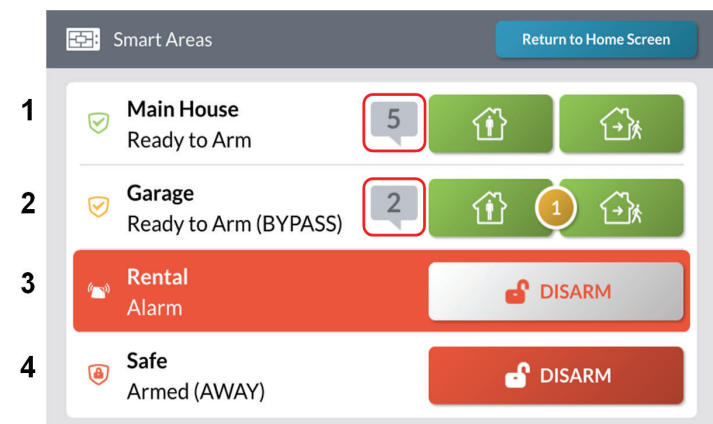 Smart Areas
Return to Home Screen
1
Main House
Ready to Arm
5
2
Garage
Ready to Arm (BYPASS)
2
1
3
Rental
Alarm
DISARM
4
Safe
Armed (AWAY)
DISARM